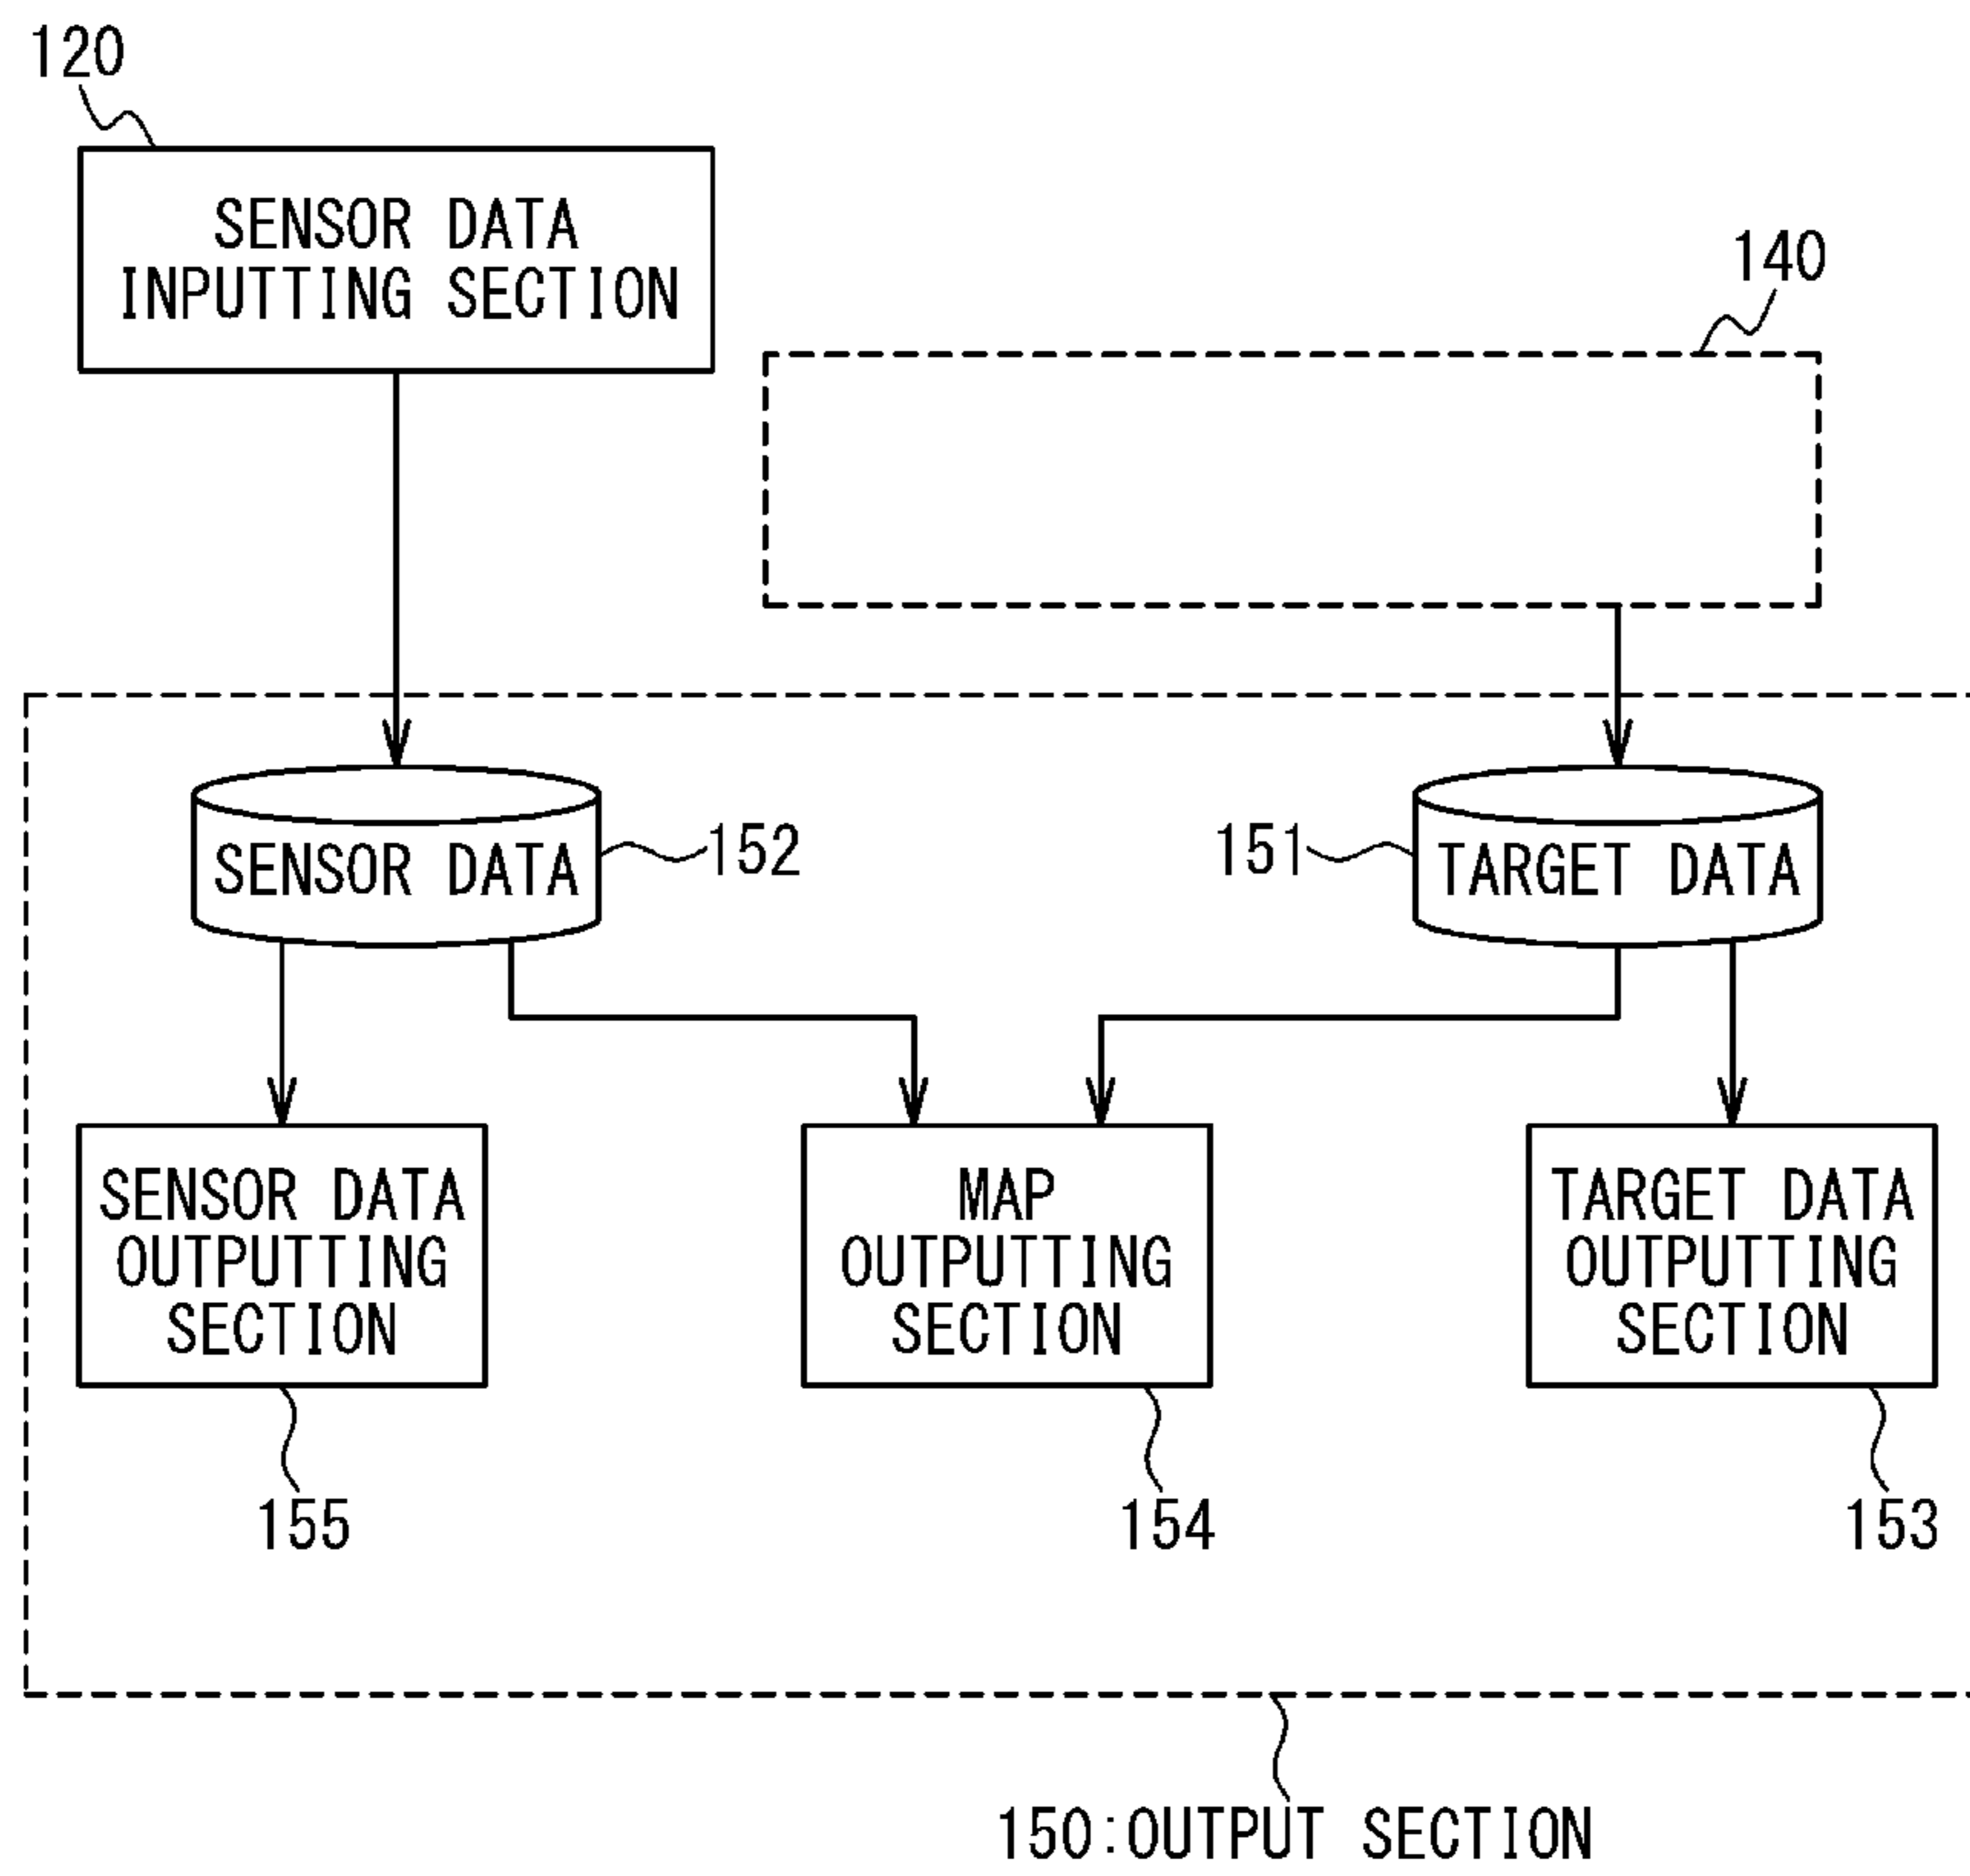 120
SENSOR DATA
INPUTTING SECTION
140
SENSOR DATA
152
151
TARGET DATA
SENSOR DATA
OUTPUTTING
SECTION
MAP
OUTPUTTING
SECTION
TARGET DATA
OUTPUTTING
SECTION
155
154
153
150:OUTPUT SECTION